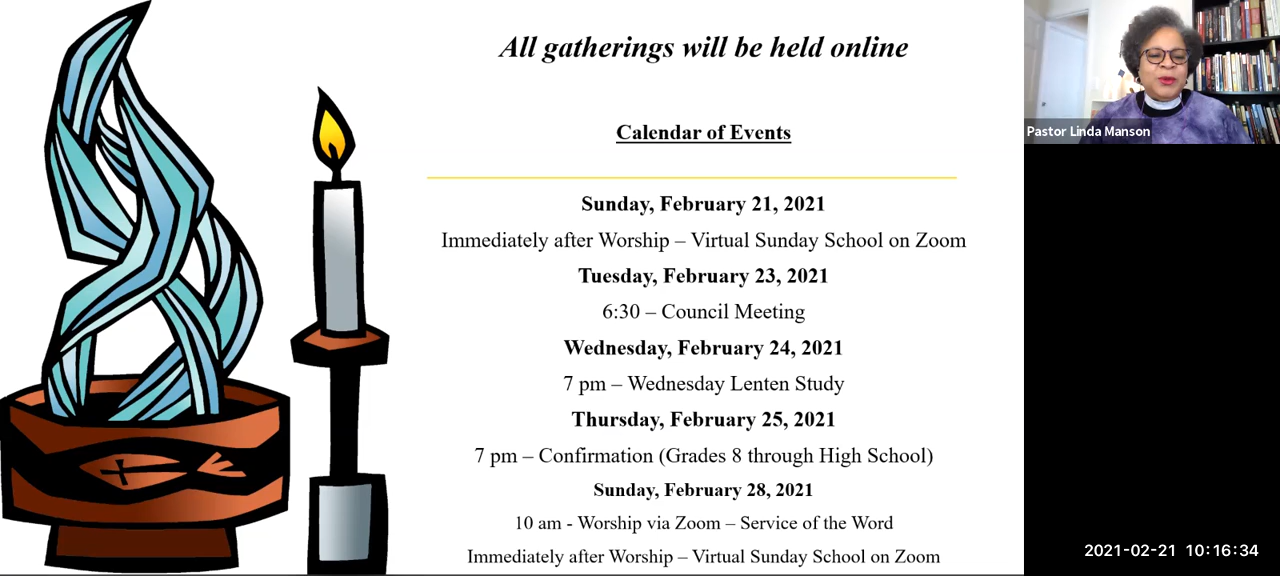 All gatherings will be held online
Calendar of Events
Sunday, February 21, 2021
Immediately after Worship – Virtual Sunday School on Zoom
Tuesday, February 23, 2021
6:30 – Council Meeting
Wednesday, February 24, 2021
7 pm – Wednesday Lenten Study
Thursday, February 25, 2021
7 pm – Confirmation (Grades 8 through High School)
Sunday, February 28, 2021
10 am - Worship via Zoom – Service of the Word
Immediately after Worship – Virtual Sunday School on Zoom
Pastor Linda Manson
2021-02-21 10:16:34